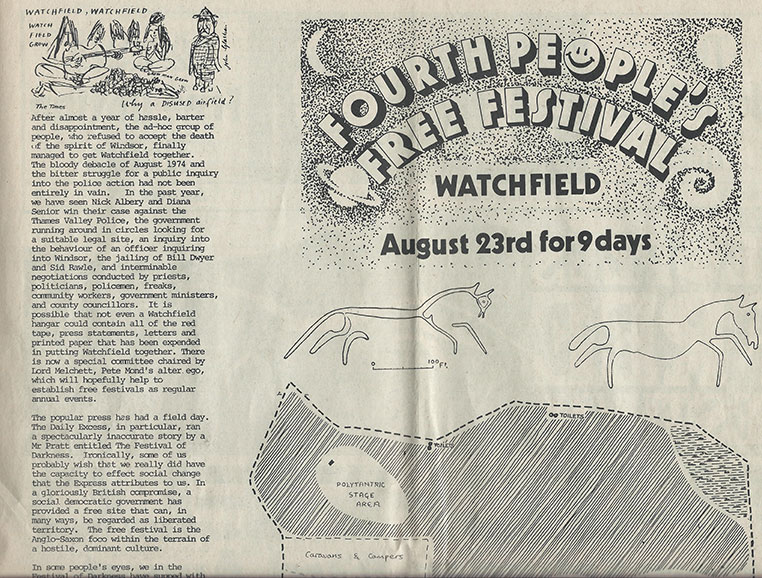 WATCHFIELD, WATCHFIELD
WATCH
FIELD
GROW
The Times
Why a DISUSED airfield?
After almost a year of hassle, barter
and disappointment, the ad-hoc group of
people, who refused to accept the death
of the spirit of Windsor, finally
managed to get Watchfield together.
The bloody debacle of August 1974 and
the bitter struggle for a public inquiry
into the police action had not been
entirely in vain. In the past year,
we have seen Nick Albery and Diana
Senior win their case against the
Thames Valley Police, the government
running around in circles looking for
a suitable legal site, an inquiry into
the behaviour of an officer inquiring
into Windsor, the jailing of Bill Dwyer
and Sid Rawle, and interminable
negotiations conducted by priests,
politicians, policemen, freaks,
community workers, government ministers,
and county councillors. It is
possible that not even a Watchfield
hangar could contain all of the red
tape, press statements, letters and
printed paper that has been expended
in putting Watchfield together. There
is now a special committee chaired by
Lord Melchett, Pete Mond's alter ego,
which will hopefully help to
establish free festivals as regular
annual events.
The popular press has had a field day.
The Daily Excess, in particular, ran
a spectacularly inaccurate story by a
Mr Pratt entitled The Festival of
Darkness. Ironically, some of us
probably wish that we really did have
the capacity to effect social change
that the Express attributes to us. In
a gloriously British compromise, a
social democratic government has
provided a free site that can, in
many ways, be regarded as liberated
territory. The free festival is the
Anglo-Saxon foco within the terrain of
a hostile, dominant culture.
In some people's eyes, we in the
Festival of Darkness have supped with
FOURTH PEOPLE'S
FREE FESTIVAL
WATCHFIELD
August 23rd for 9 days
0 100 FT.
TOILETS
TOILETS
POLYTANTRIC
STAGE
AREA
Caravans & Campers